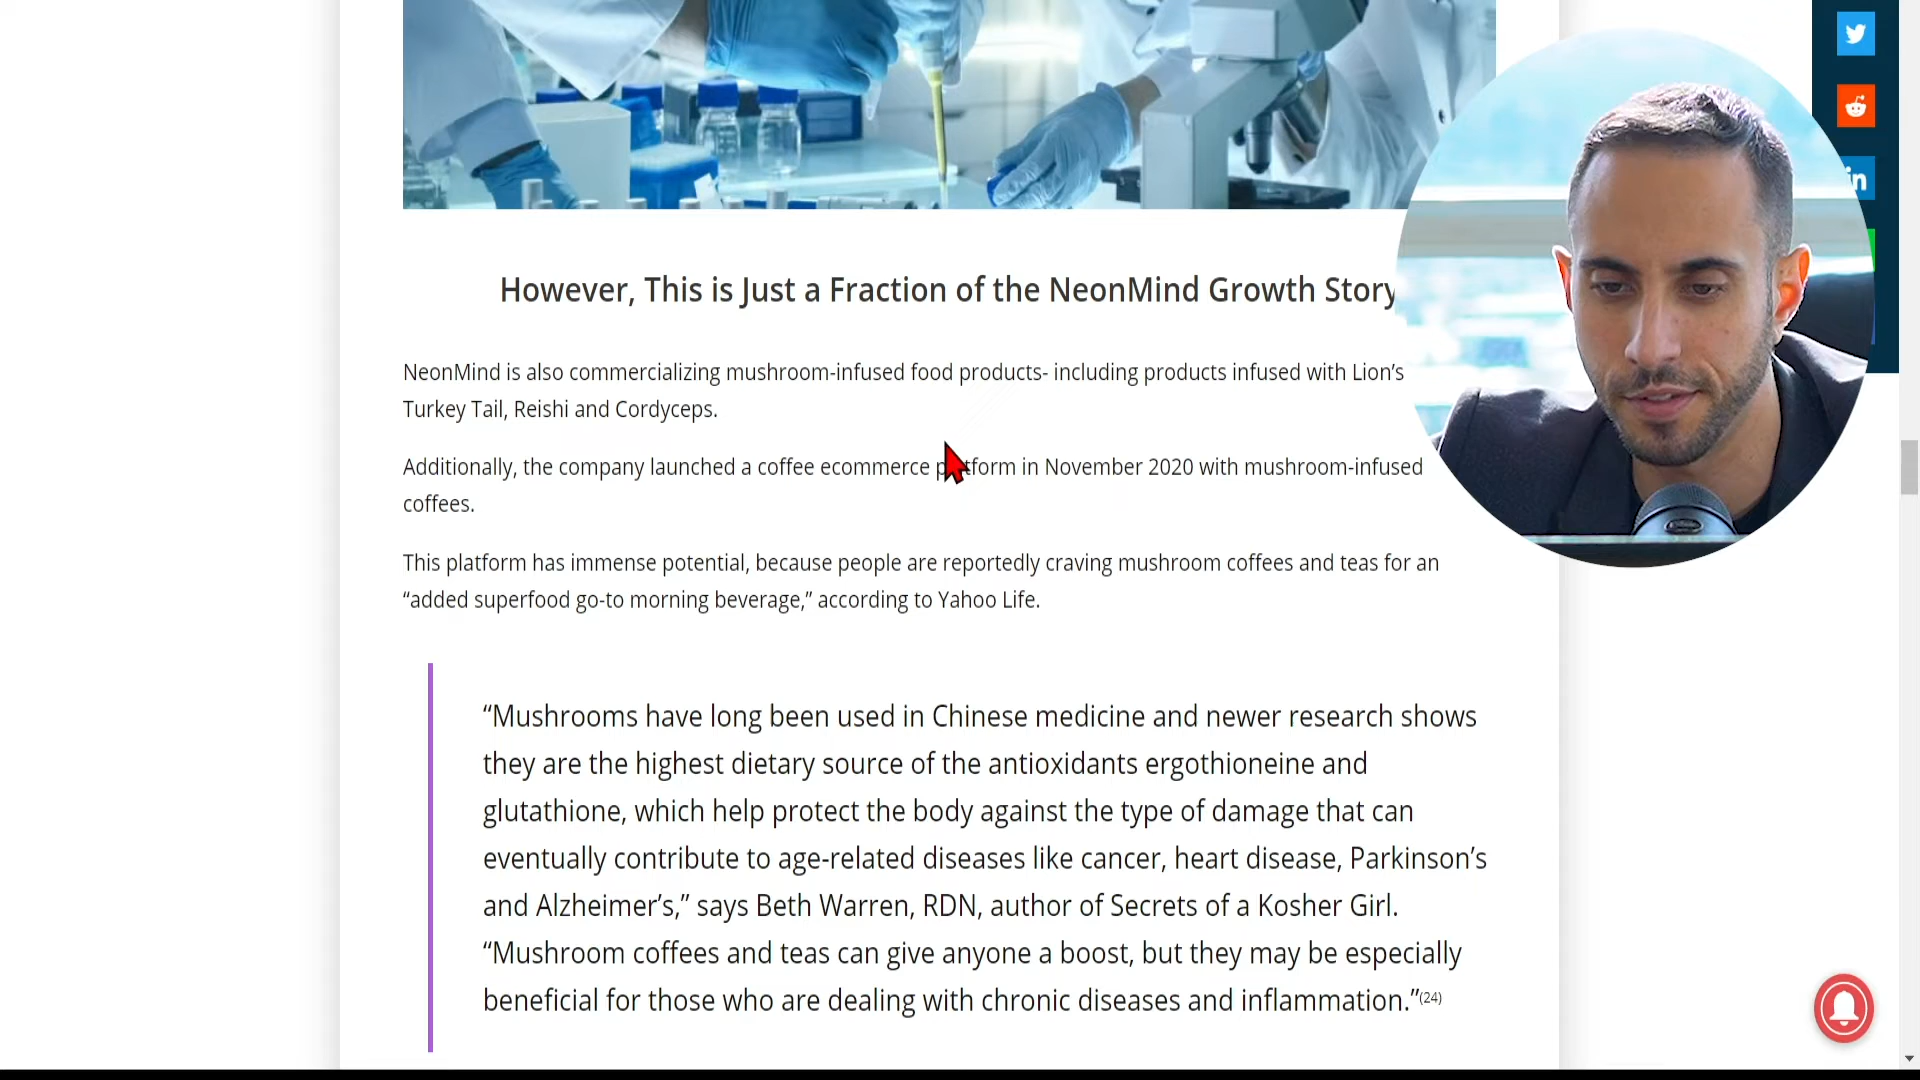 However, This is Just a Fraction of the NeonMind Growth Story
NeonMind is also commercializing mushroom-infused food products- including products infused with Lion’s
Turkey Tail, Reishi and Cordyceps.
Additionally, the company launched a coffee ecommerce platform in November 2020 with mushroom-infused
coffees.
This platform has immense potential, because people are reportedly craving mushroom coffees and teas for an
“added superfood go-to morning beverage,” according to Yahoo Life.
“Mushrooms have long been used in Chinese medicine and newer research shows
they are the highest dietary source of the antioxidants ergothioneine and
glutathione, which help protect the body against the type of damage that can
eventually contribute to age-related diseases like cancer, heart disease, Parkinson’s
and Alzheimer’s,” says Beth Warren, RDN, author of Secrets of a Kosher Girl.
“Mushroom coffees and teas can give anyone a boost, but they may be especially
beneficial for those who are dealing with chronic diseases and inflammation.”(24)
in